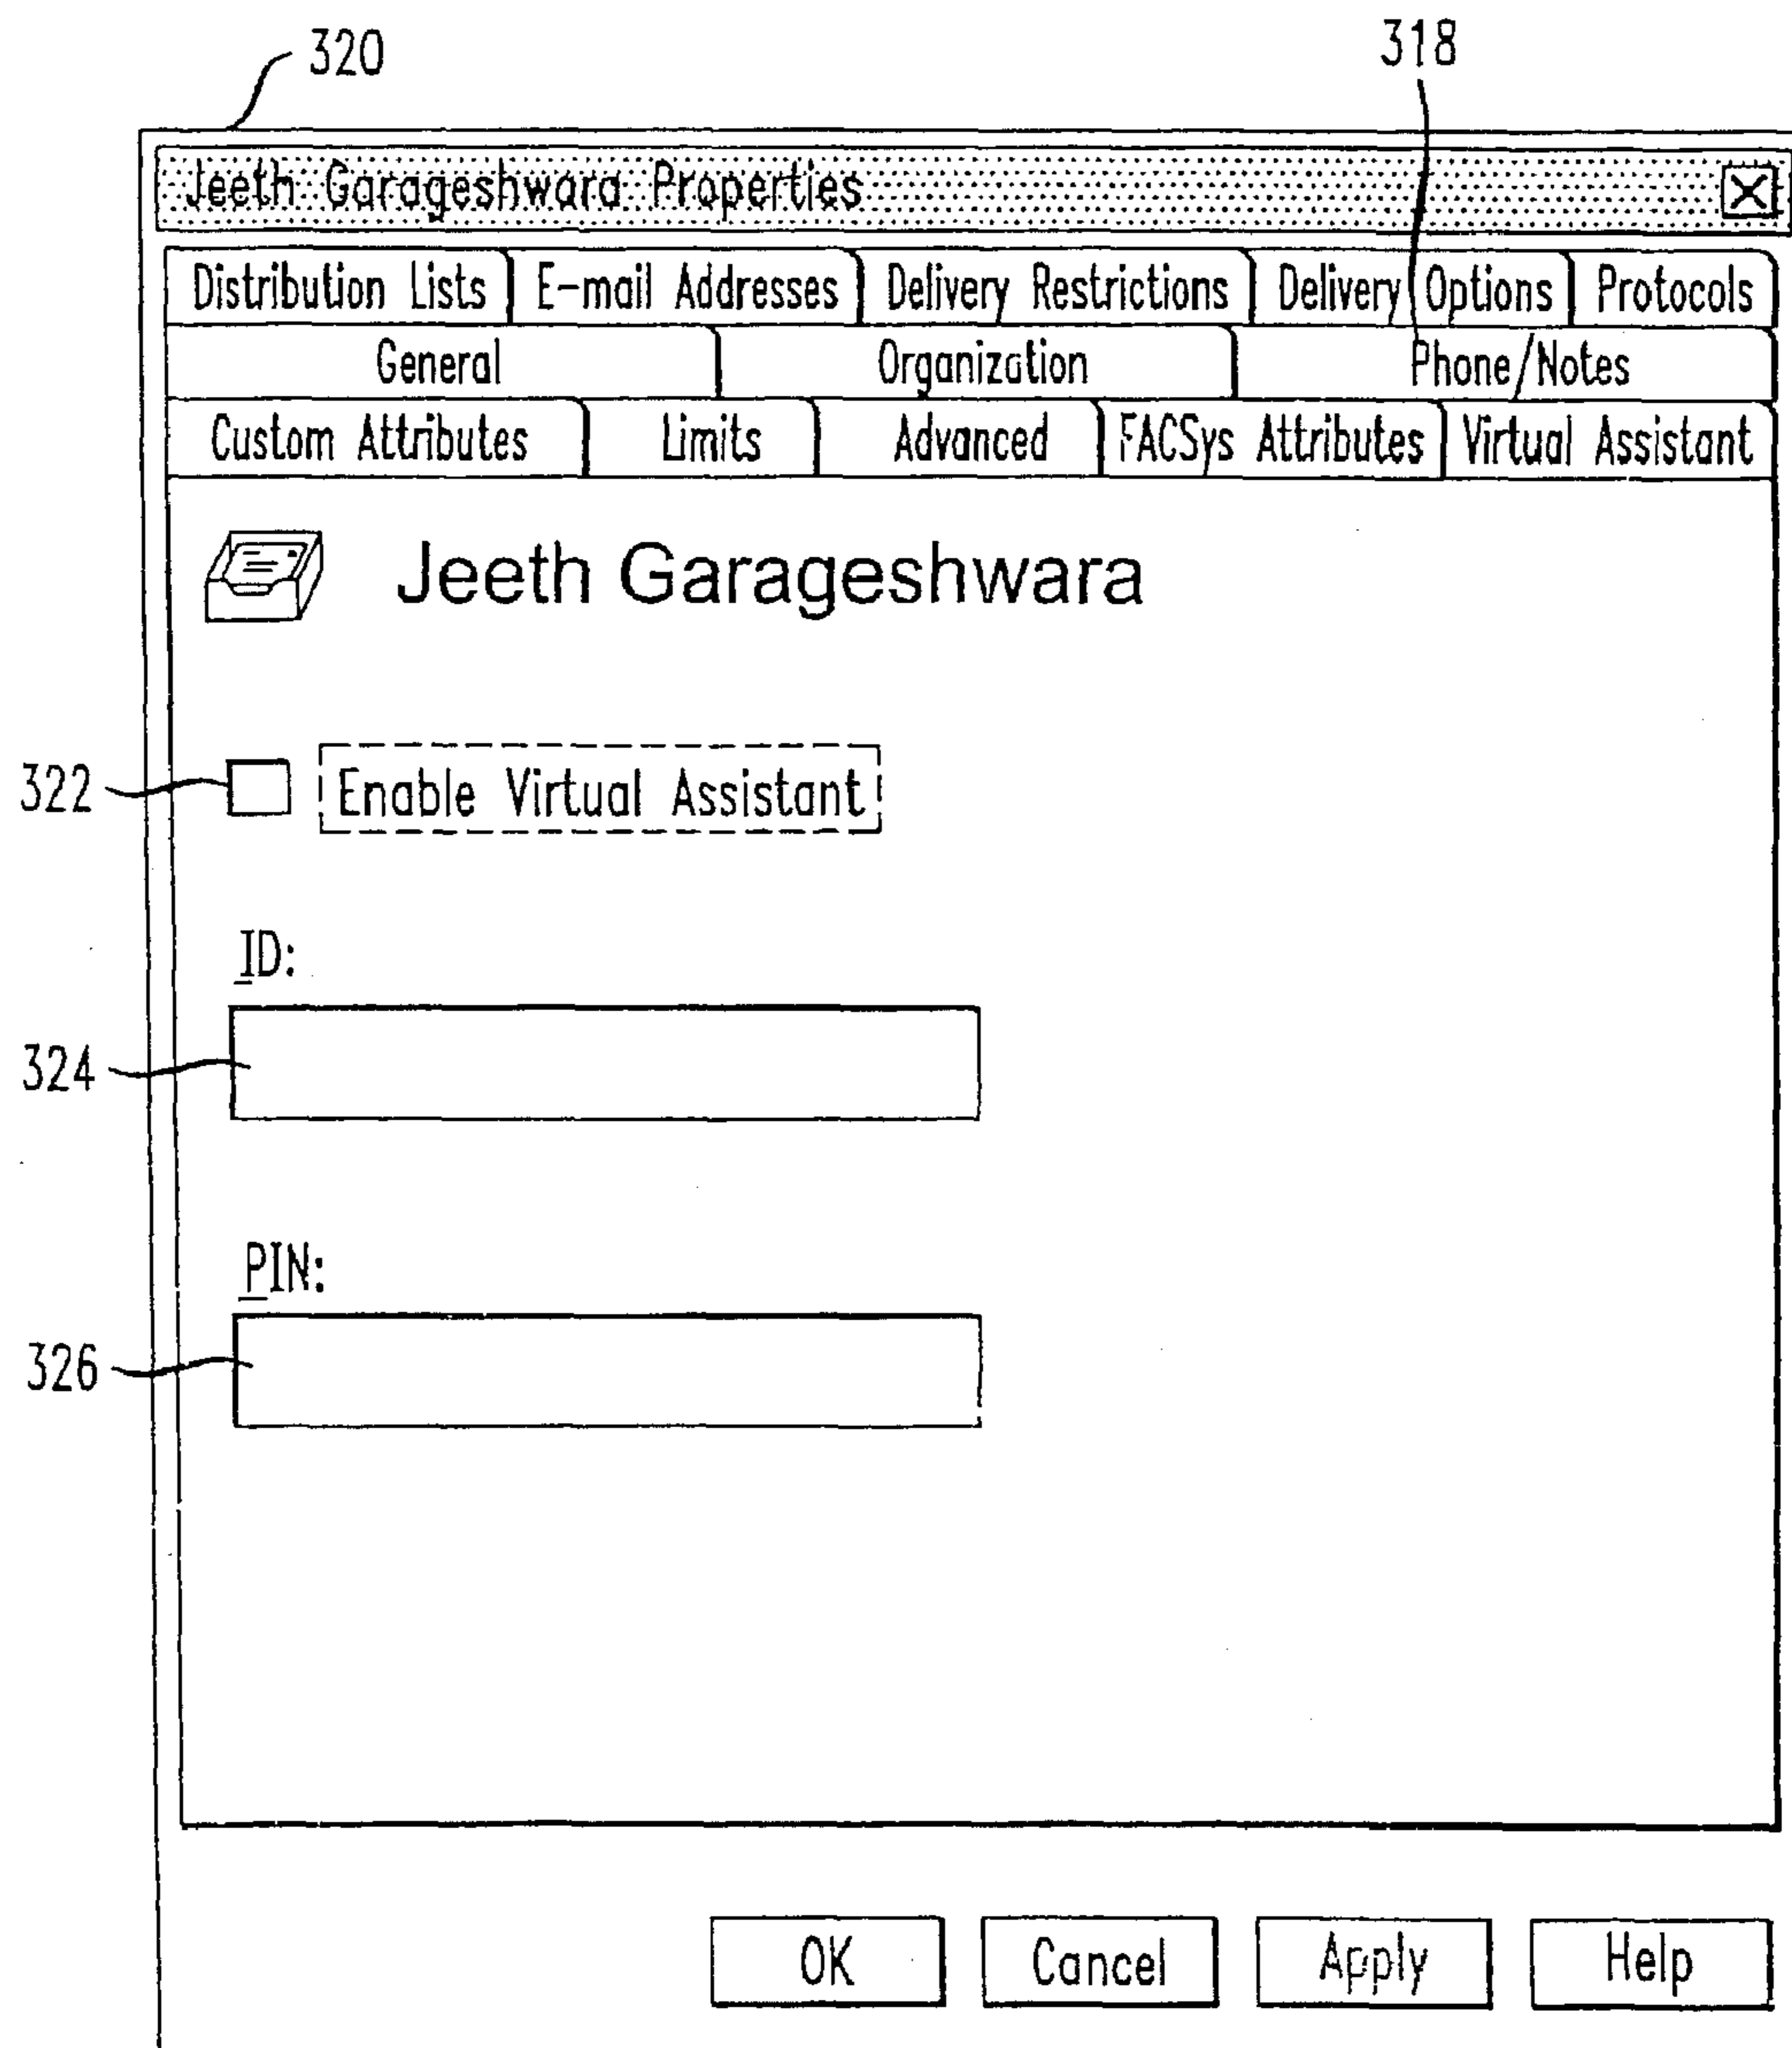 320
318
Jeeth Garageshwara Properties
Distribution Lists E-mail Addresses Delivery Restrictions Delivery Options Protocols
General Organization Phone/Notes
Custom Attributes Limits Advanced FACSys Attributes Virtual Assistant
Jeeth Garageshwara
322 Enable Virtual Assistant
ID:
324
PIN:
326
OK Cancel Apply Help